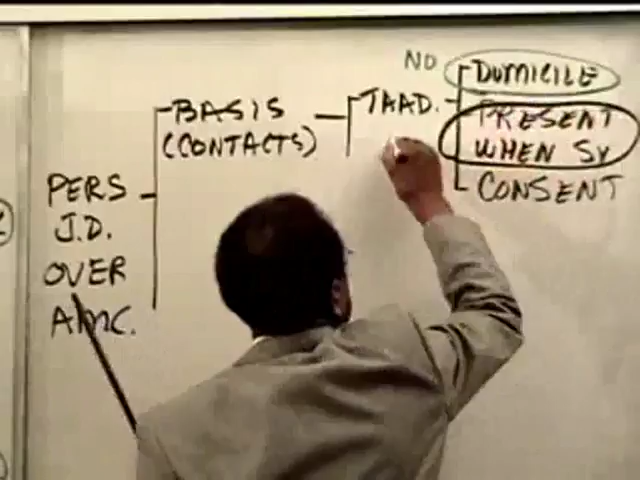 NO DOMICILE
BASIS TRAD. PRESENT
(CONTACTS) WHEN SV
PERS CONSENT
J.D.
OVER
AMC.